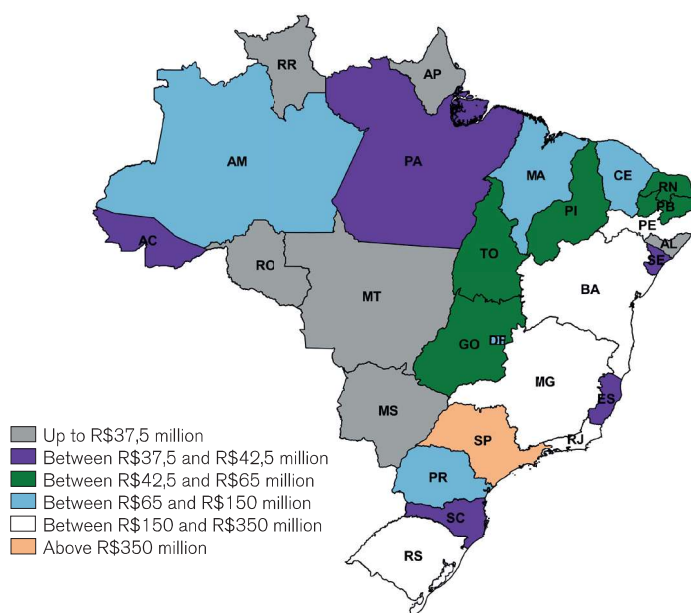 RR
AP
AM
PA
MA
CE
RN
PB
PI
PE
AC
AL
SE
TO
RO
BA
MT
GO
DF
MG
ES
MS
SP
RJ
PR
SC
RS
Up to R$37,5 million
Between R$37,5 and R$42,5 million
Between R$42,5 and R$65 million
Between R$65 and R$150 million
Between R$150 and R$350 million
Above R$350 million